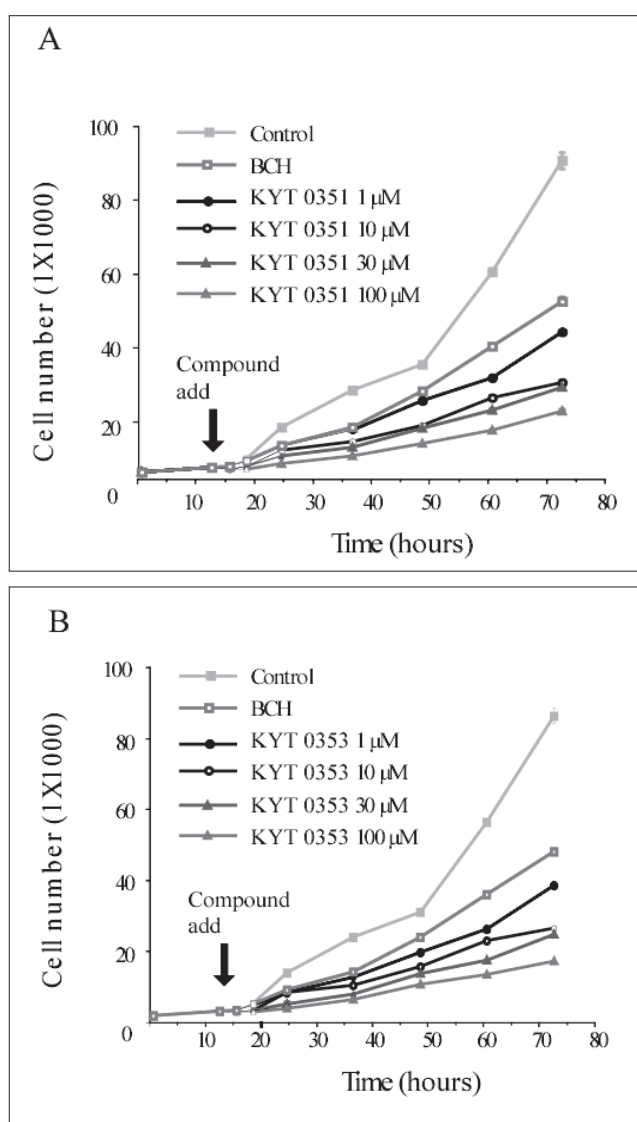 A
Control
BCH
KYT 0351 1 μM
KYT 0351 10 μM
KYT 0351 30 μM
KYT 0351 100 μM
Compound
add
Cell number (1X1000)
100
80
60
40
20
0
0 10 20 30 40 50 60 70 80
Time (hours)
B
Control
BCH
KYT 0353 1 μM
KYT 0353 10 μM
KYT 0353 30 μM
KYT 0353 100 μM
Compound
add
Cell number (1X1000)
100
80
60
40
20
0
0 10 20 30 40 50 60 70 80
Time (hours)